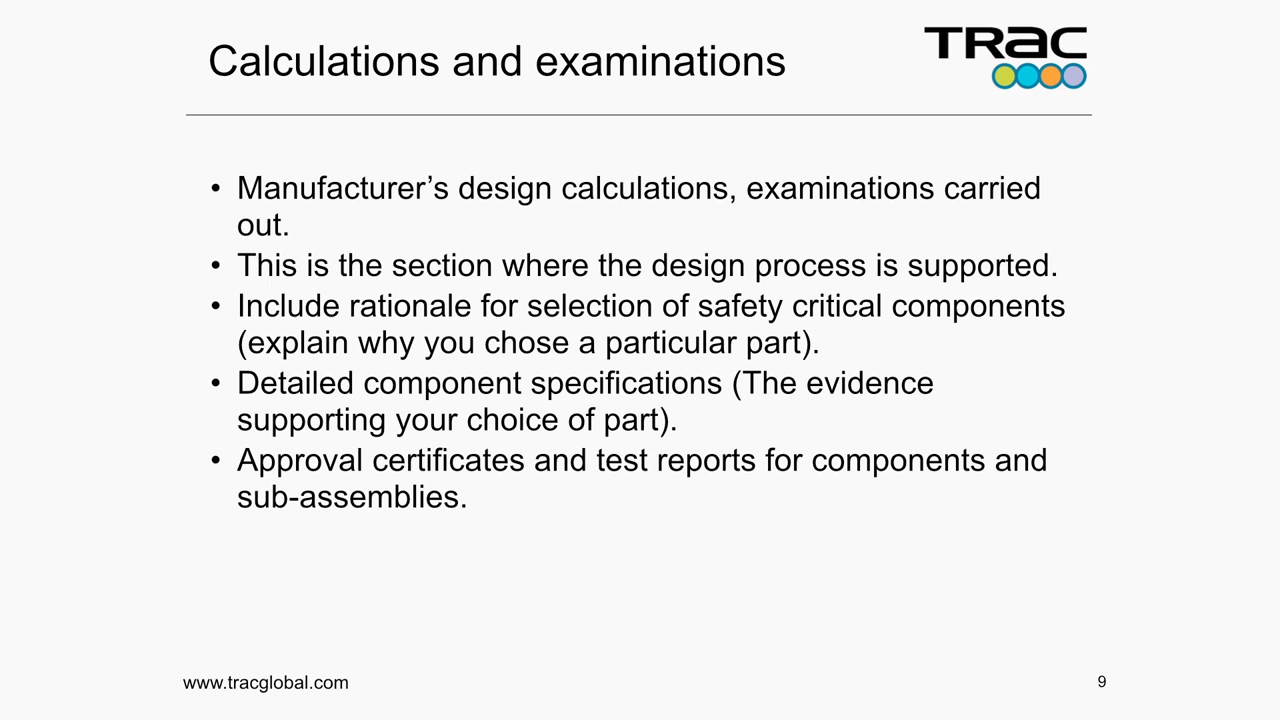 Calculations and examinations
TRAC
• Manufacturer’s design calculations, examinations carried
out.
• This is the section where the design process is supported.
• Include rationale for selection of safety critical components
(explain why you chose a particular part).
• Detailed component specifications (The evidence
supporting your choice of part).
• Approval certificates and test reports for components and
sub-assemblies.
www.tracglobal.com
9